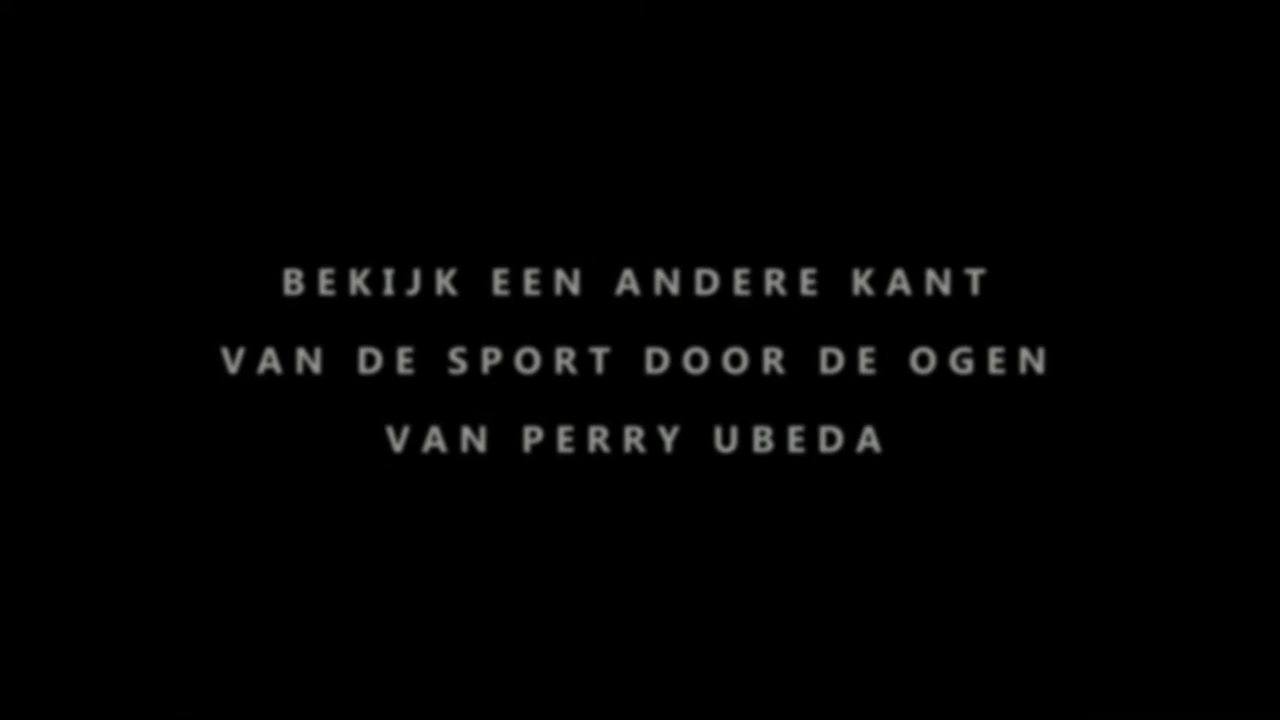 BEKIJK EEN ANDERE KANT
VAN DE SPORT DOOR DE OGEN
VAN PERRY UBEDA